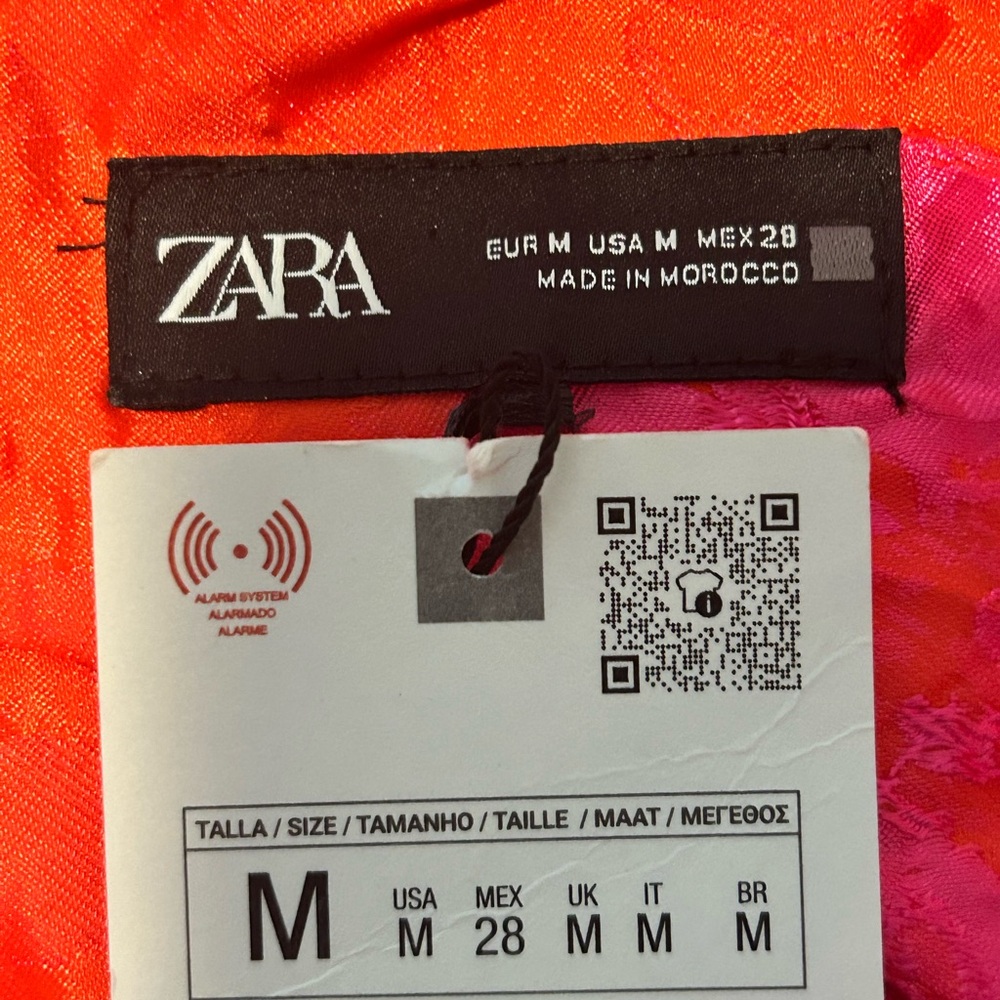 ZARA
EUR M USA M MEX 28
MADE IN MOROCCO
ALARM SYSTEM
ALARMADO
ALARME
i
TALLA / SIZE / TAMANHO / TAILLE / MAAT / ΜΕΓΕΘΟΣ
M
USA MEX UK IT BR
M 28 M M M